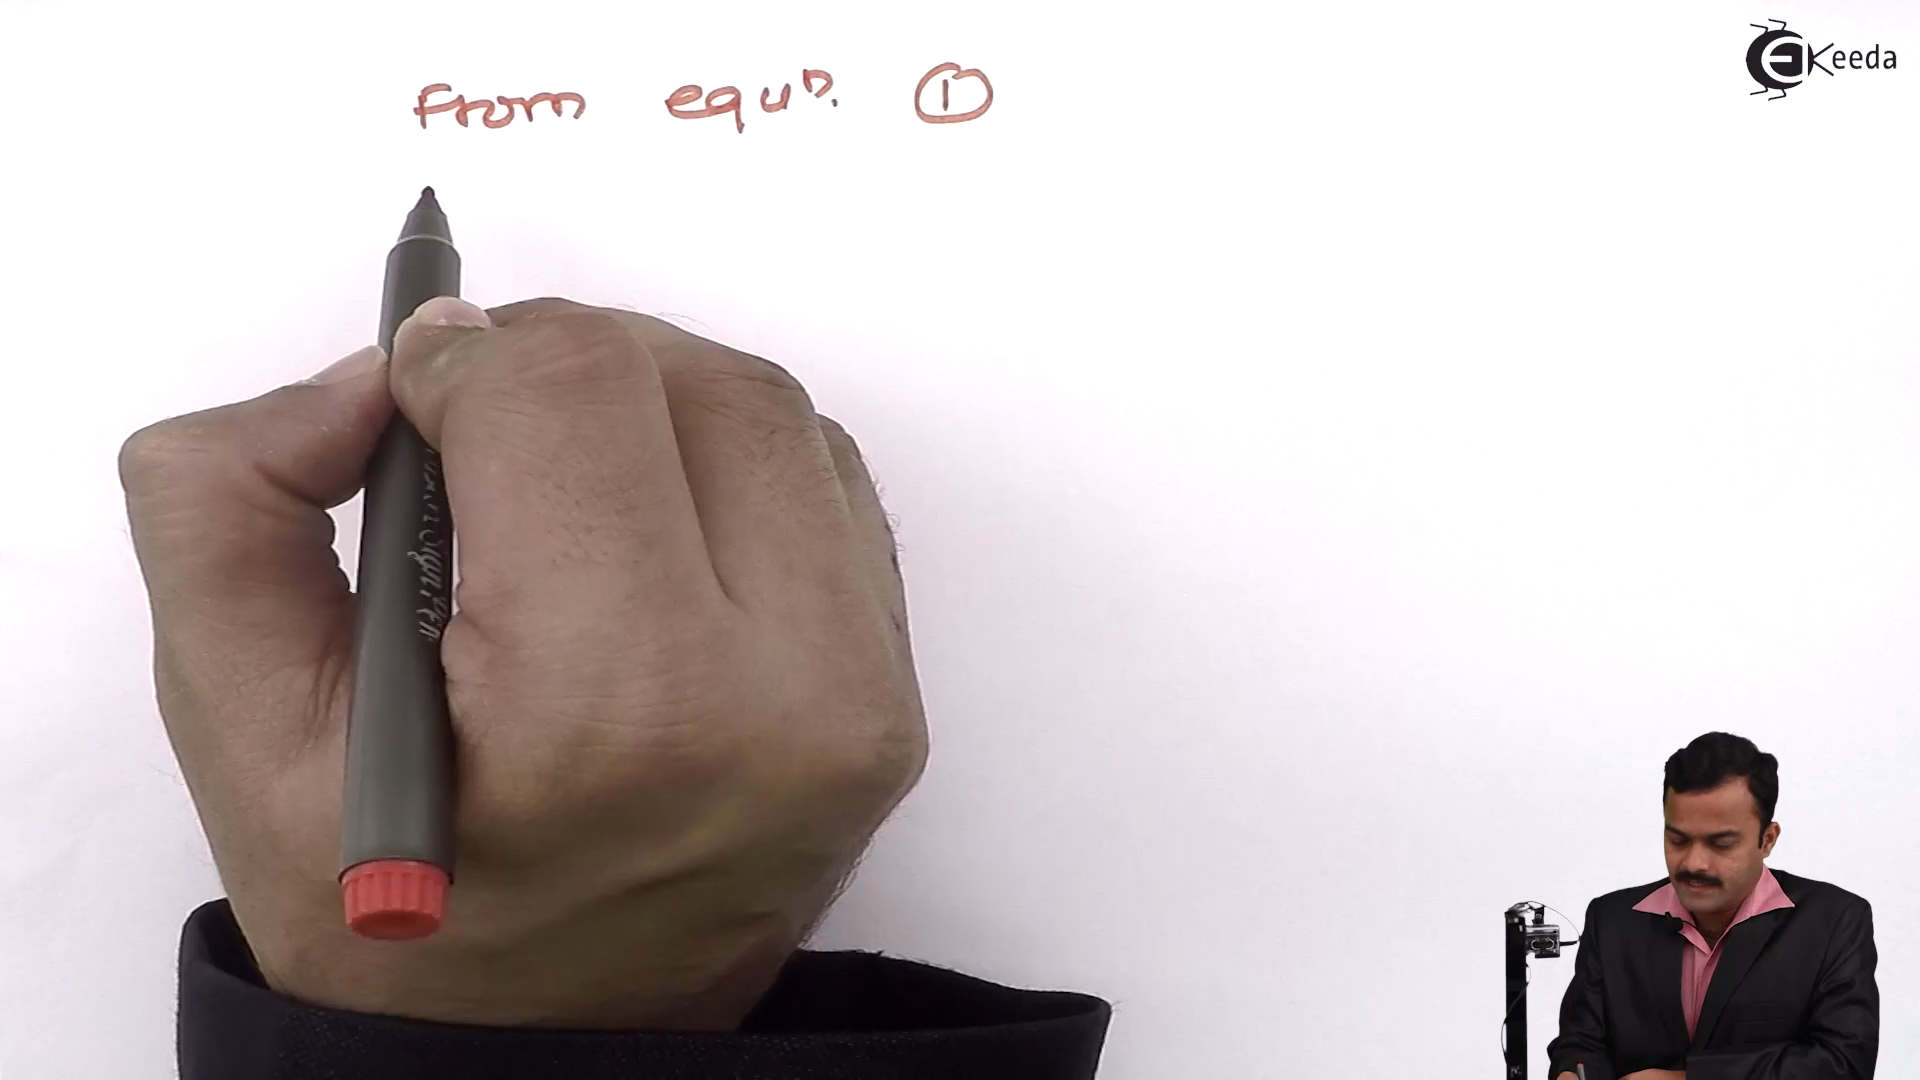 From equⁿ. ①
Keeda